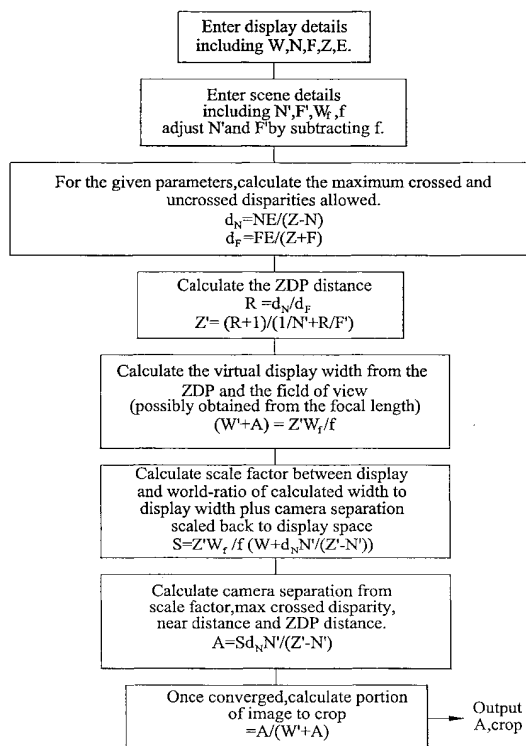 Enter display details
including W,N,F,Z,E.
Enter scene details
including N',F',Wf,f
adjust N'and F'by subtracting f.
For the given parameters,calculate the maximum crossed and
uncrossed disparities allowed.
dN=NE/(Z-N)
dF=FE/(Z+F)
Calculate the ZDP distance
R =dN/dF
Z'= (R+1)/(1/N'+R/F')
Calculate the virtual display width from the
ZDP and the field of view
(possibly obtained from the focal length)
(W'+A) = Z'Wf/f
Calculate scale factor between display
and world-ratio of calculated width to
display width plus camera separation
scaled back to display space
S=Z'Wf /f (W+dNN'/(Z'-N'))
Calculate camera separation from
scale factor,max crossed disparity,
near distance and ZDP distance.
A=SdNN'/(Z'-N')
Once converged,calculate portion
of image to crop
=A/(W'+A)
Output
A,crop